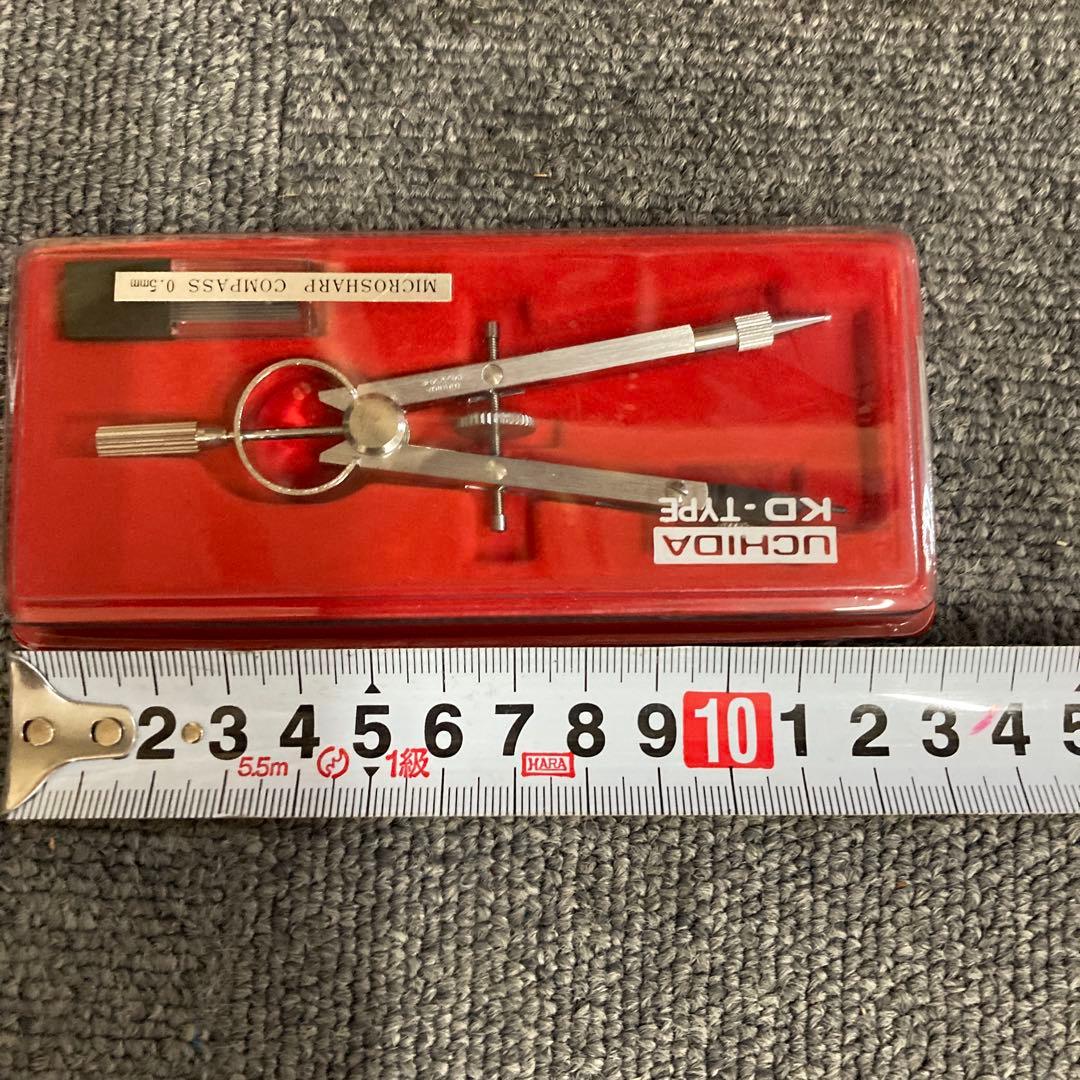 MICROSHARP COMPASS 0.5mm
KD-TYPE
UCHIDA
2 3 4 5 6 7 8 9 10 1 2 3 4 5
5.5m 1級 HARA